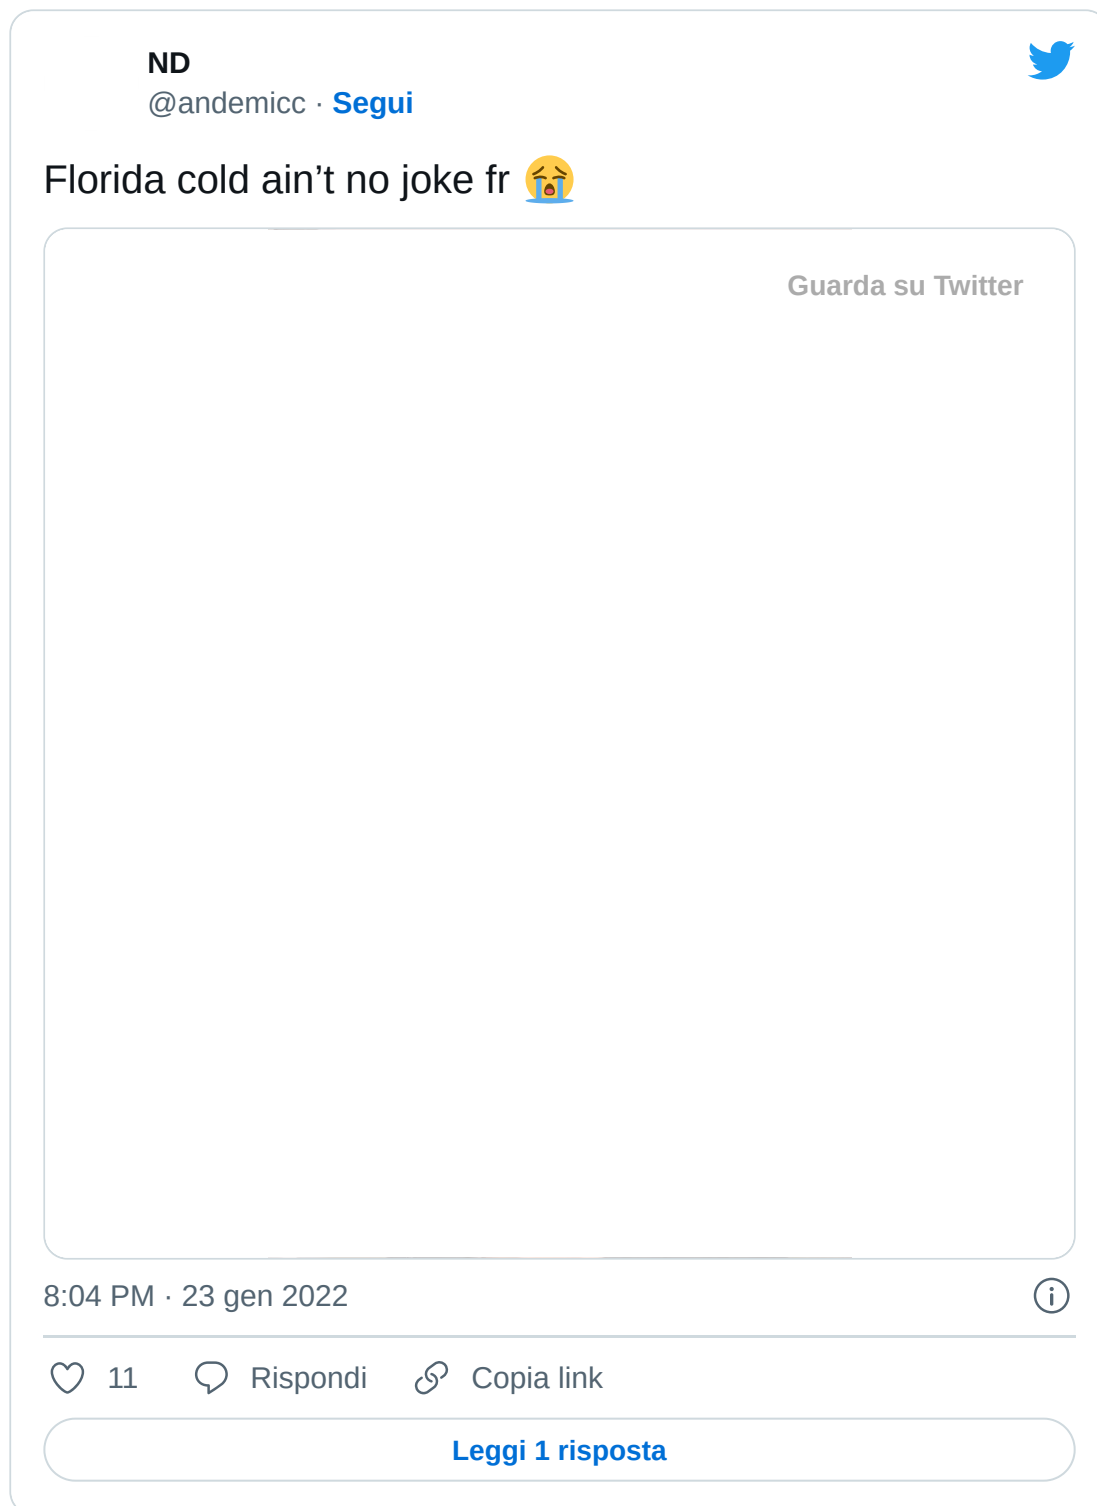 ND
@andemicc · Segui
Florida cold ain’t no joke fr 😭
Guarda su Twitter
8:04 PM · 23 gen 2022
11 Rispondi Copia link
Leggi 1 risposta